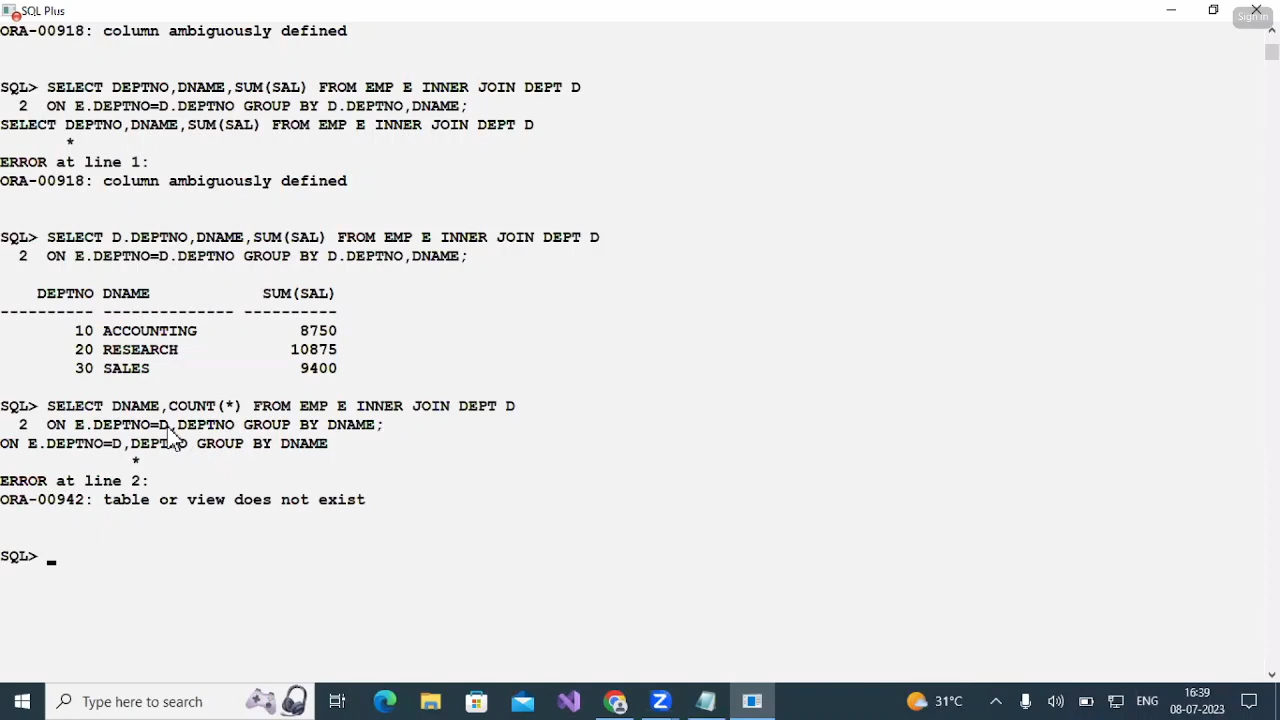 SQL Plus
Sign in
ORA-00918: column ambiguously defined
SQL> SELECT DEPTNO,DNAME,SUM(SAL) FROM EMP E INNER JOIN DEPT D
2 ON E.DEPTNO=D.DEPTNO GROUP BY D.DEPTNO,DNAME;
SELECT DEPTNO,DNAME,SUM(SAL) FROM EMP E INNER JOIN DEPT D
*
ERROR at line 1:
ORA-00918: column ambiguously defined
SQL> SELECT D.DEPTNO,DNAME,SUM(SAL) FROM EMP E INNER JOIN DEPT D
2 ON E.DEPTNO=D.DEPTNO GROUP BY D.DEPTNO,DNAME;
DEPTNO DNAME SUM(SAL)
---------- -------------- ----------
10 ACCOUNTING 8750
20 RESEARCH 10875
30 SALES 9400
SQL> SELECT DNAME,COUNT(*) FROM EMP E INNER JOIN DEPT D
2 ON E.DEPTNO=D,DEPTNO GROUP BY DNAME;
ON E.DEPTNO=D,DEPTNO GROUP BY DNAME
*
ERROR at line 2:
ORA-00942: table or view does not exist
SQL>
Type here to search
31°C
ENG
16:39
08-07-2023